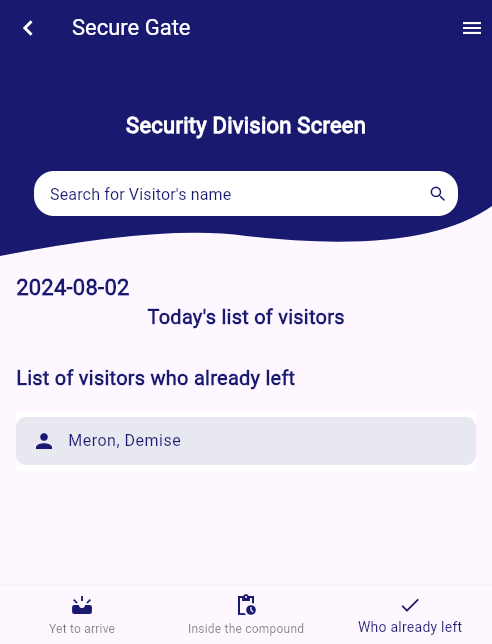 Secure Gate
Security Division Screen
Search for Visitor's name
2024-08-02
Today's list of visitors
List of visitors who already left
Meron, Demise
Yet to arrive
Inside the compound
Who already left